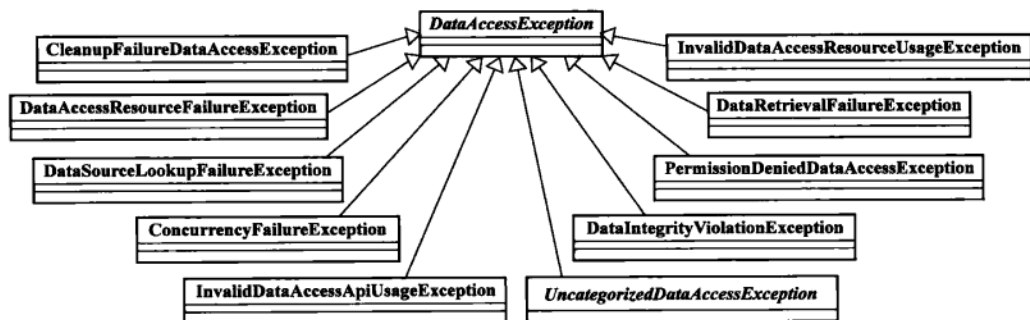 DataAccessException
CleanupFailureDataAccessException
InvalidDataAccessResourceUsageException
DataAccessResourceFailureException
DataRetrievalFailureException
DataSourceLookupFailureException
PermissionDeniedDataAccessException
ConcurrencyFailureException
DataIntegrityViolationException
InvalidDataAccessApiUsageException
UncategorizedDataAccessException